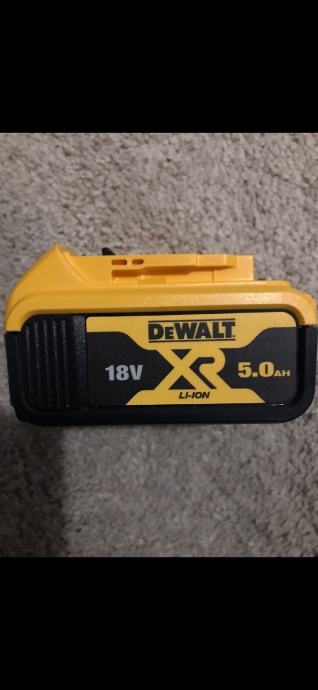 DEWALT
18V XR 5.0AH
LI-ION